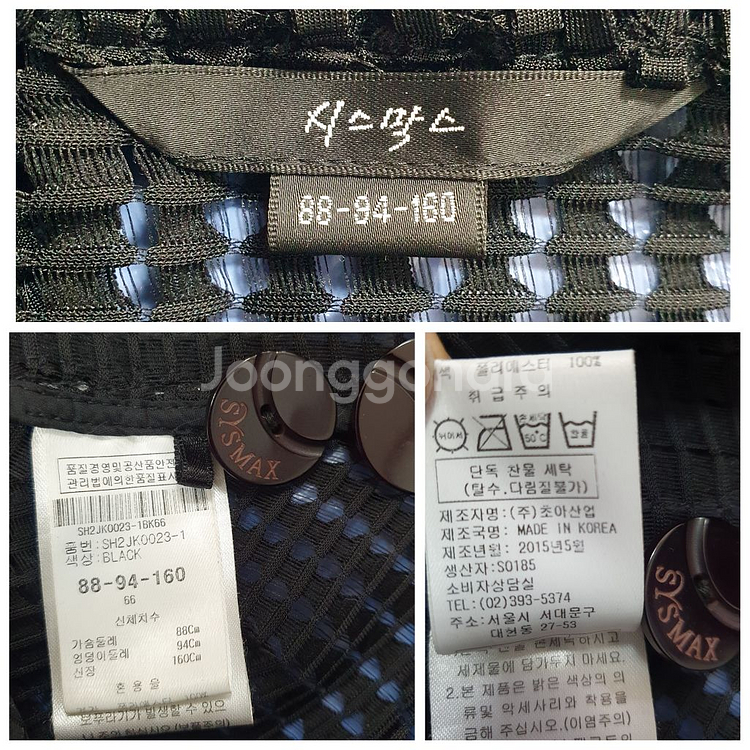 시스막스
88-94-160
Joonggonara
SYSMAX
품질경영및공산품안전
관리법에의한품질표시
SH2JK0023-1BK66
품번: SH2JK0023-1
색상: BLACK
88-94-160
66
신체치수
가슴둘레 88Cm
엉덩이둘레 94Cm
신장 160Cm
혼용율
폴리에스터 100%
취급주의
뉘어서
50°C
찬물
단독 찬물 세탁
(탈수.다림질불가)
제조자명: (주)초아산업
제조국명: MADE IN KOREA
제조년월: 2015년5월
생산자: S0185
소비자상담실
TEL: (02)393-5374
주소: 서울시 서대문구
대현동 27-53
세제물에 담가두지 마세요.
2.본 제품은 밝은 색상의 의
류및 악세사리와 착용을
금해 주십시오.(이염주의)
SYSMAX